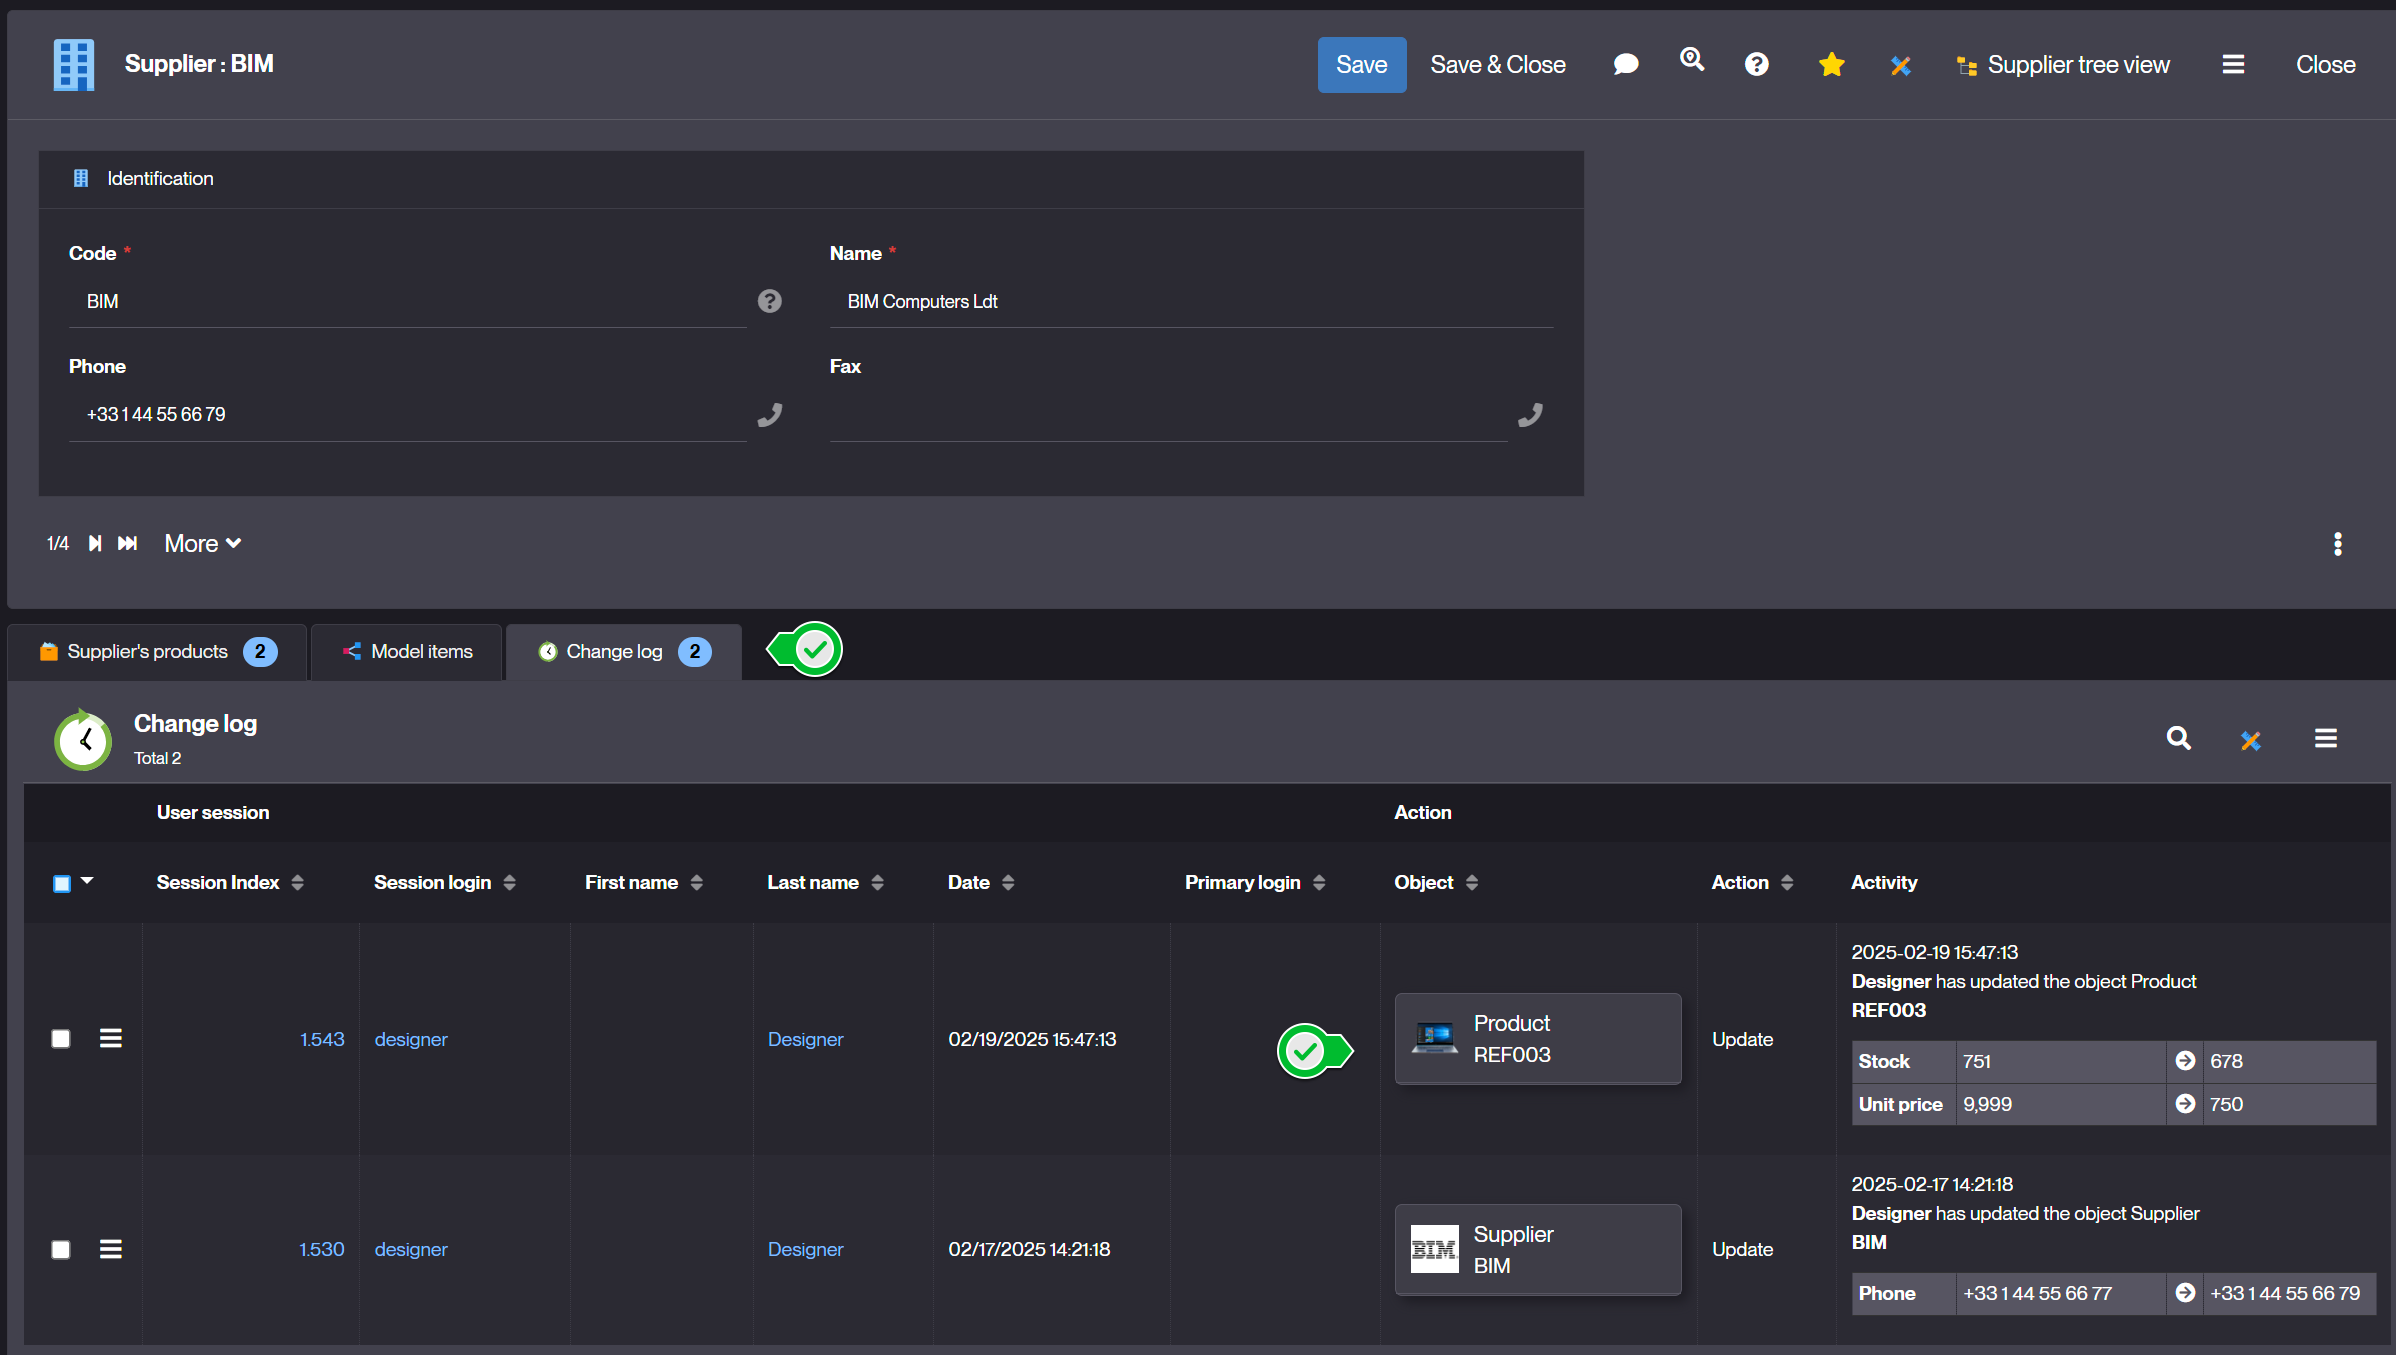 Supplier : BIM
Save
Save & Close
Supplier tree view
Close
Identification
Code *
Name *
BIM
BIM Computers Ldt
Phone
Fax
+33 1 44 55 66 79
1/4
More
Supplier's products 2
Model items
Change log 2
Change log
Total 2
User session
Action
Session Index
Session login
First name
Last name
Date
Primary login
Object
Action
Activity
1.543
designer
Designer
02/19/2025 15:47:13
Product
REF003
Update
2025-02-19 15:47:13
Designer has updated the object Product
REF003
Stock 751 678
Unit price 9,999 750
1.530
designer
Designer
02/17/2025 14:21:18
BIM
Supplier
BIM
Update
2025-02-17 14:21:18
Designer has updated the object Supplier
BIM
Phone +33 1 44 55 66 77 +33 1 44 55 66 79